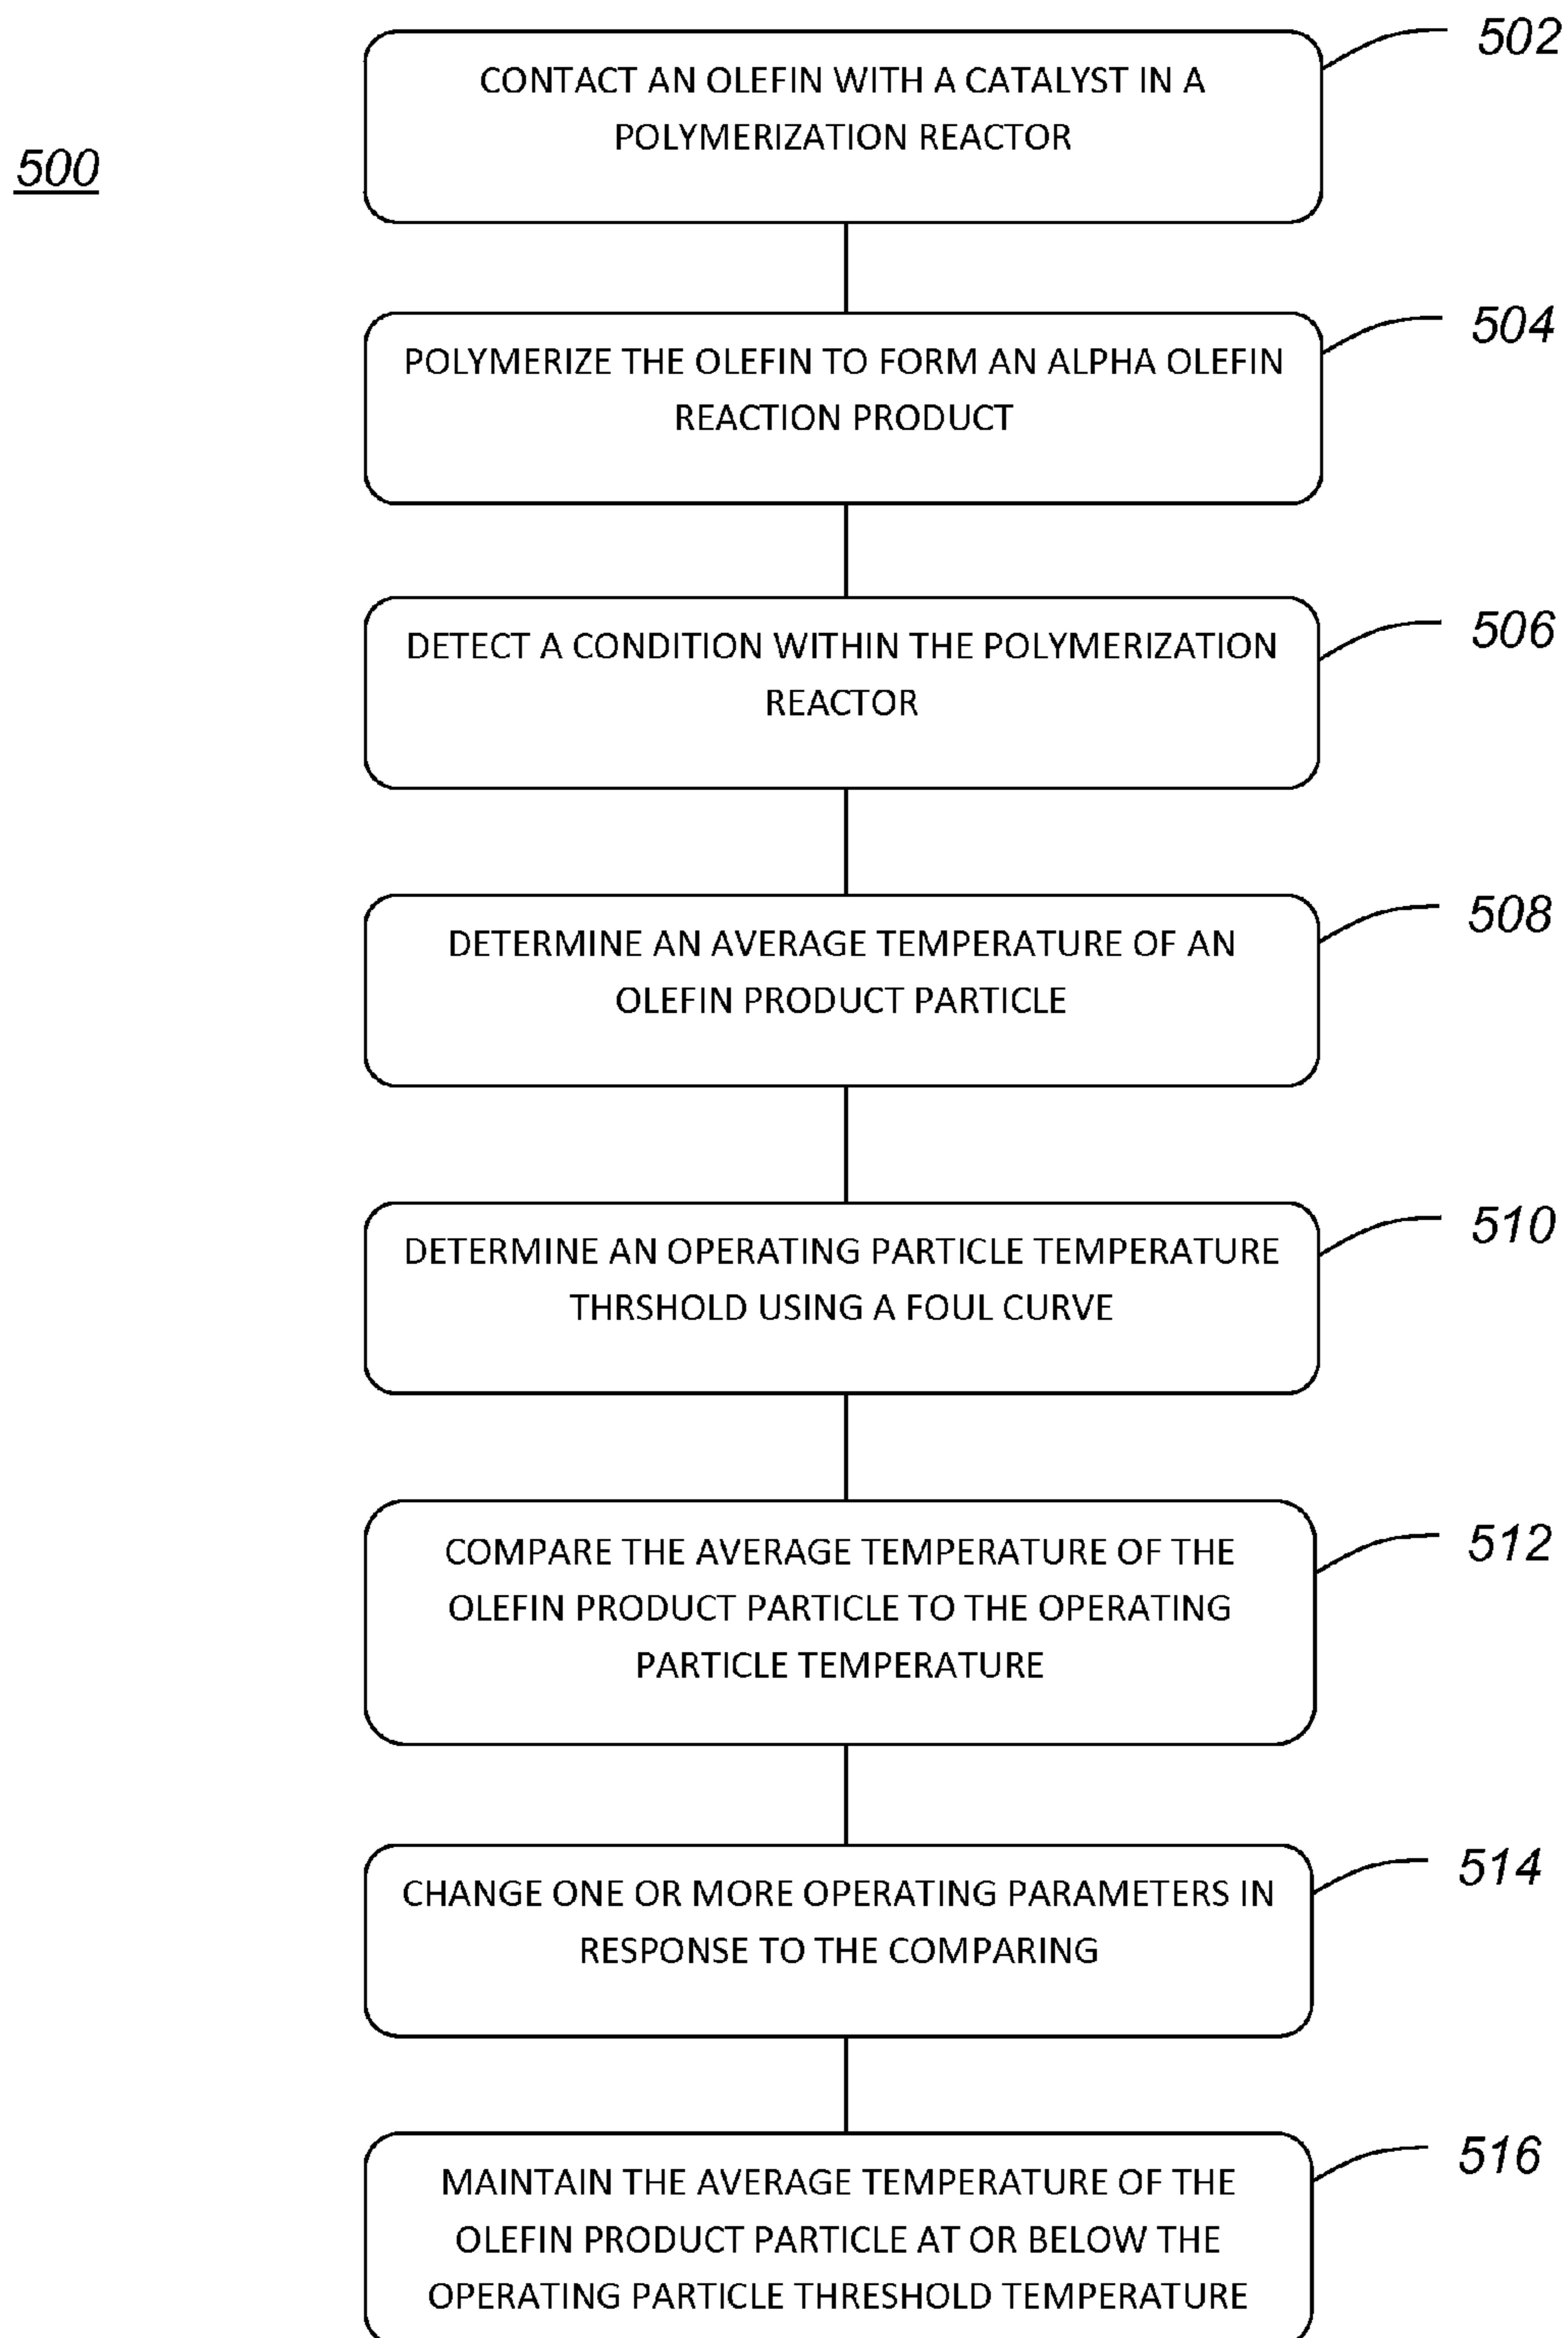 500
CONTACT AN OLEFIN WITH A CATALYST IN A
POLYMERIZATION REACTOR
502
POLYMERIZE THE OLEFIN TO FORM AN ALPHA OLEFIN
REACTION PRODUCT
504
DETECT A CONDITION WITHIN THE POLYMERIZATION
REACTOR
506
DETERMINE AN AVERAGE TEMPERATURE OF AN
OLEFIN PRODUCT PARTICLE
508
DETERMINE AN OPERATING PARTICLE TEMPERATURE
THRSHOLD USING A FOUL CURVE
510
COMPARE THE AVERAGE TEMPERATURE OF THE
OLEFIN PRODUCT PARTICLE TO THE OPERATING
PARTICLE TEMPERATURE
512
CHANGE ONE OR MORE OPERATING PARAMETERS IN
RESPONSE TO THE COMPARING
514
MAINTAIN THE AVERAGE TEMPERATURE OF THE
OLEFIN PRODUCT PARTICLE AT OR BELOW THE
OPERATING PARTICLE THRESHOLD TEMPERATURE
516